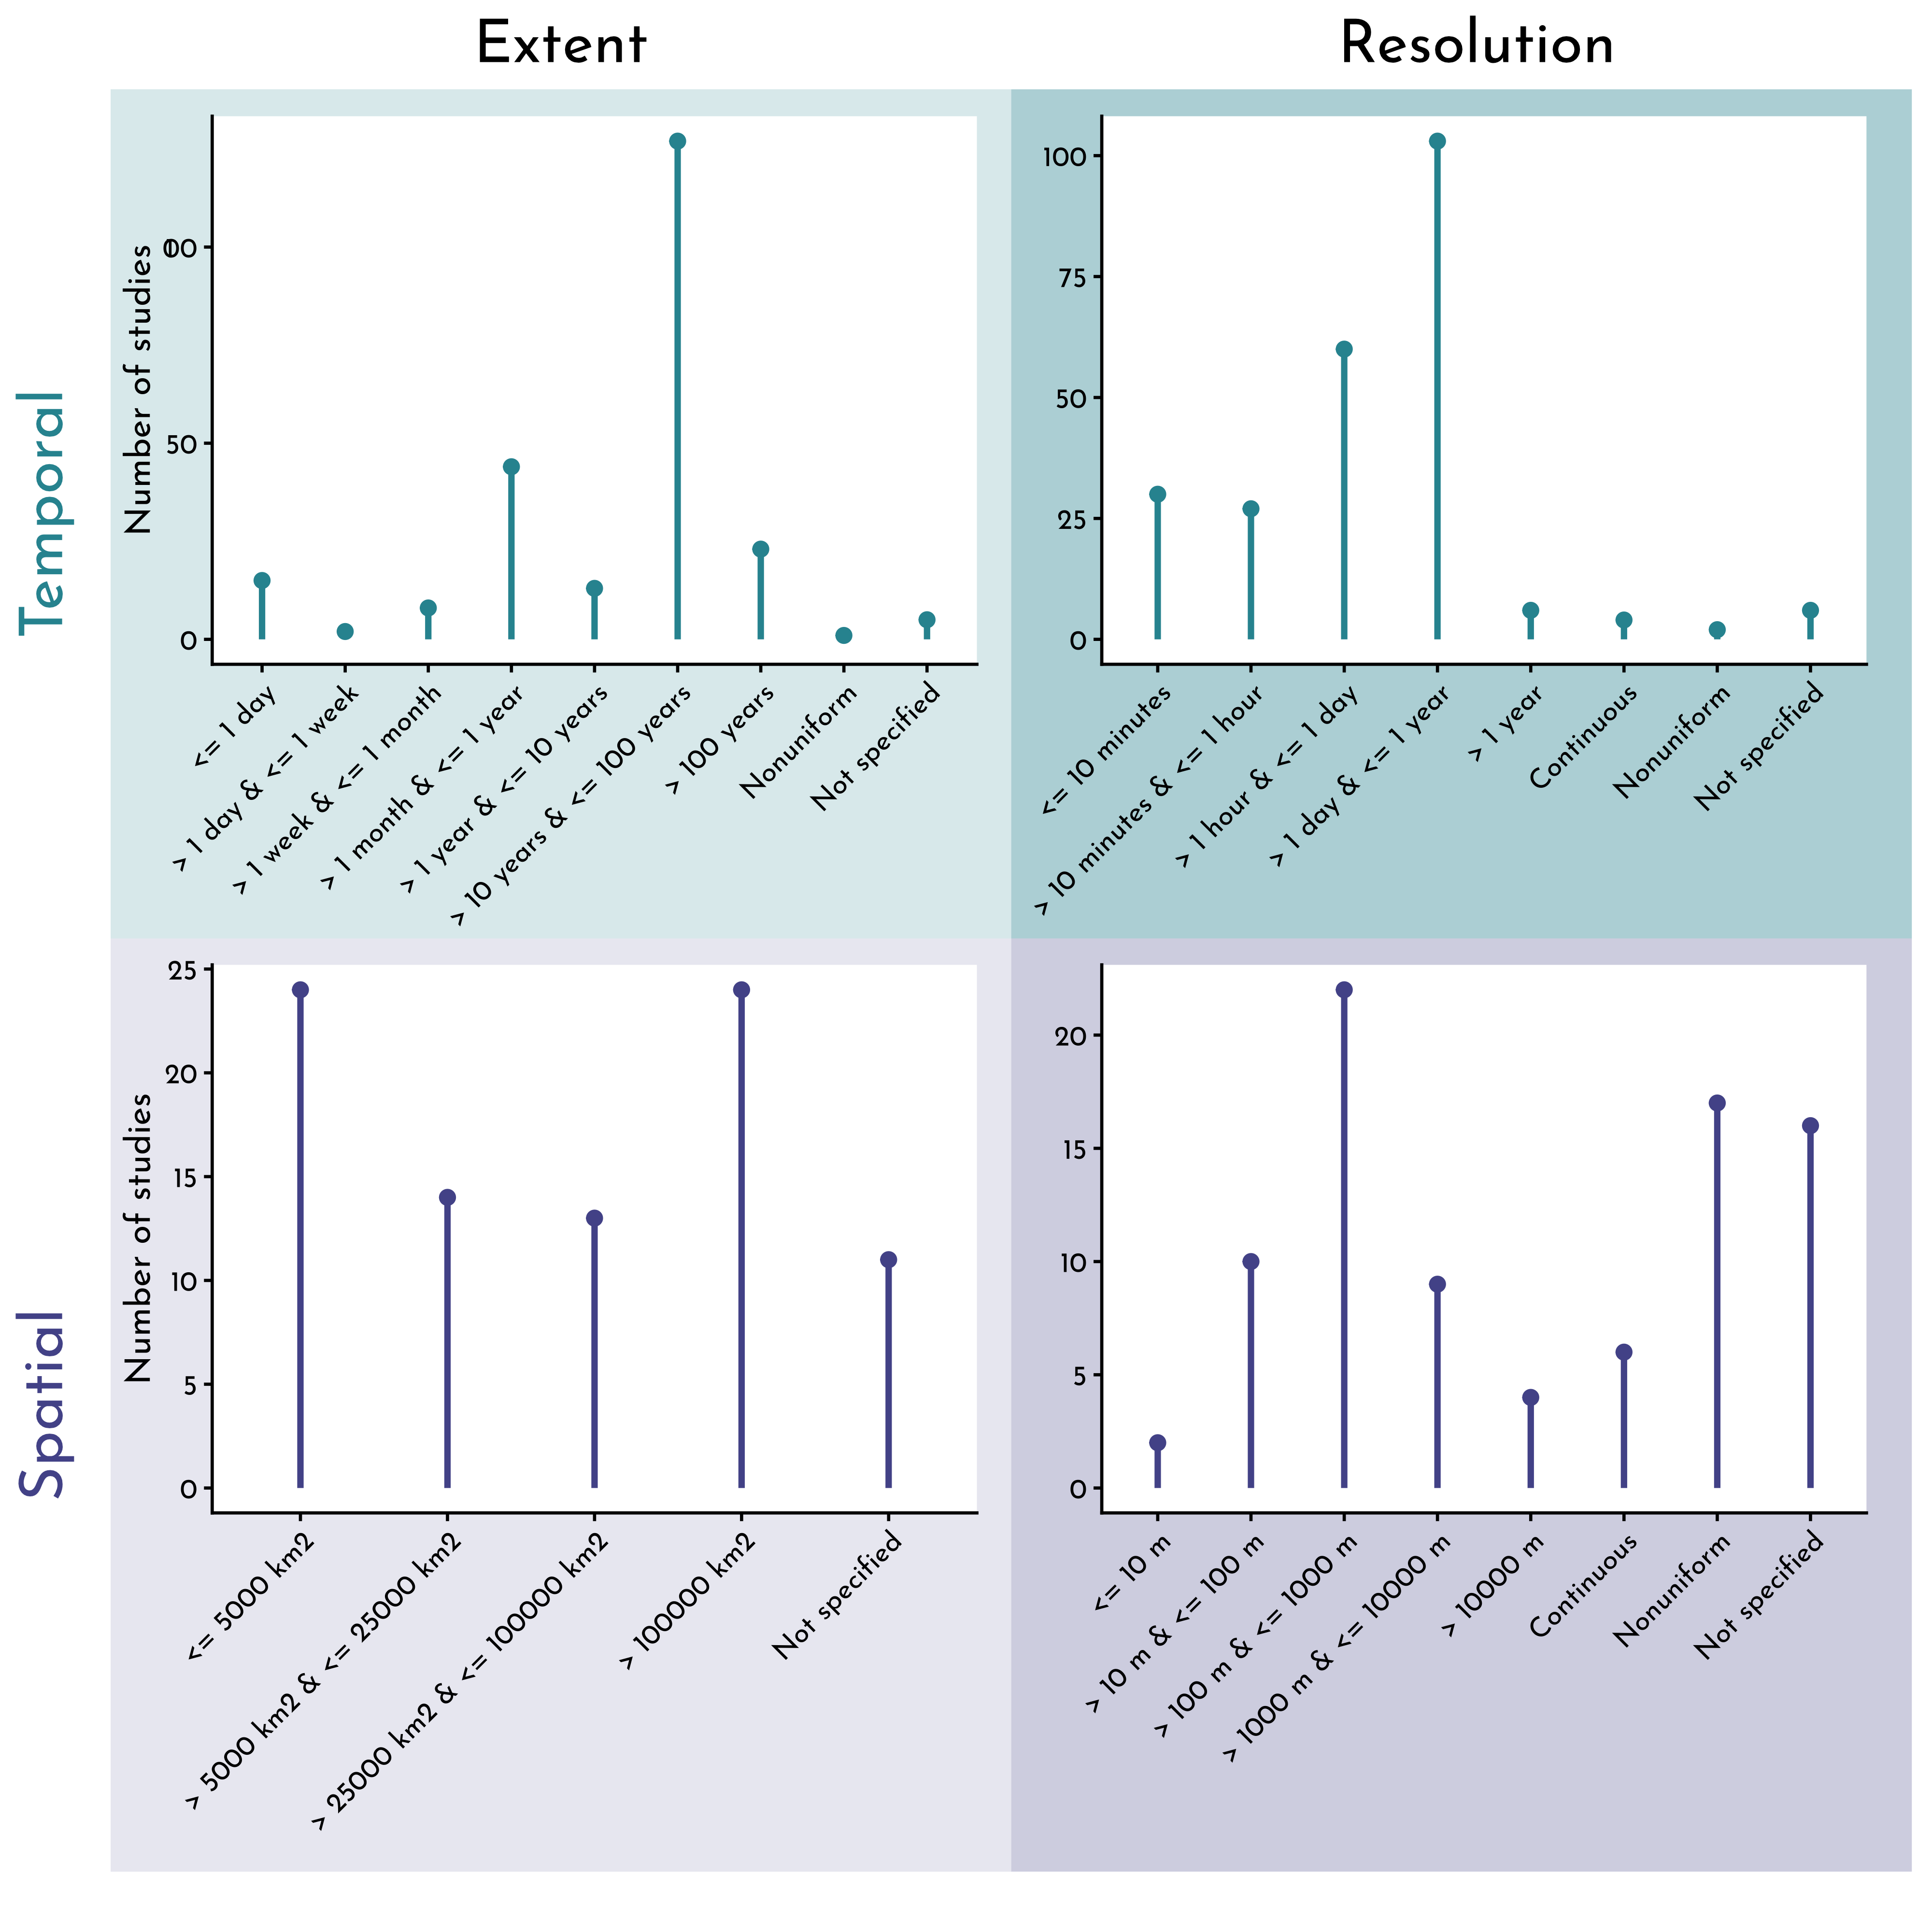 Extent
Resolution
Temporal
Number of studies
50
0
<= 1 day
> 1 day & <= 1 week
> 1 week & <= 1 month
> 1 month & <= 1 year
> 1 year & <= 10 years
> 10 years & <= 100 years
> 100 years
Nonuniform
Not specified
100
75
50
25
0
<= 10 minutes
> 10 minutes & <= 1 hour
> 1 hour & <= 1 day
> 1 day & <= 1 year
> 1 year
Continuous
Nonuniform
Not specified
Spatial
Number of studies
25
20
15
10
5
0
<= 5000 km2
> 5000 km2 & <= 25000 km2
> 25000 km2 & <= 100000 km2
> 100000 km2
Not specified
20
15
10
5
0
<= 10 m
> 10 m & <= 100 m
> 100 m & <= 1000 m
> 1000 m & <= 10000 m
> 10000 m
Continuous
Nonuniform
Not specified